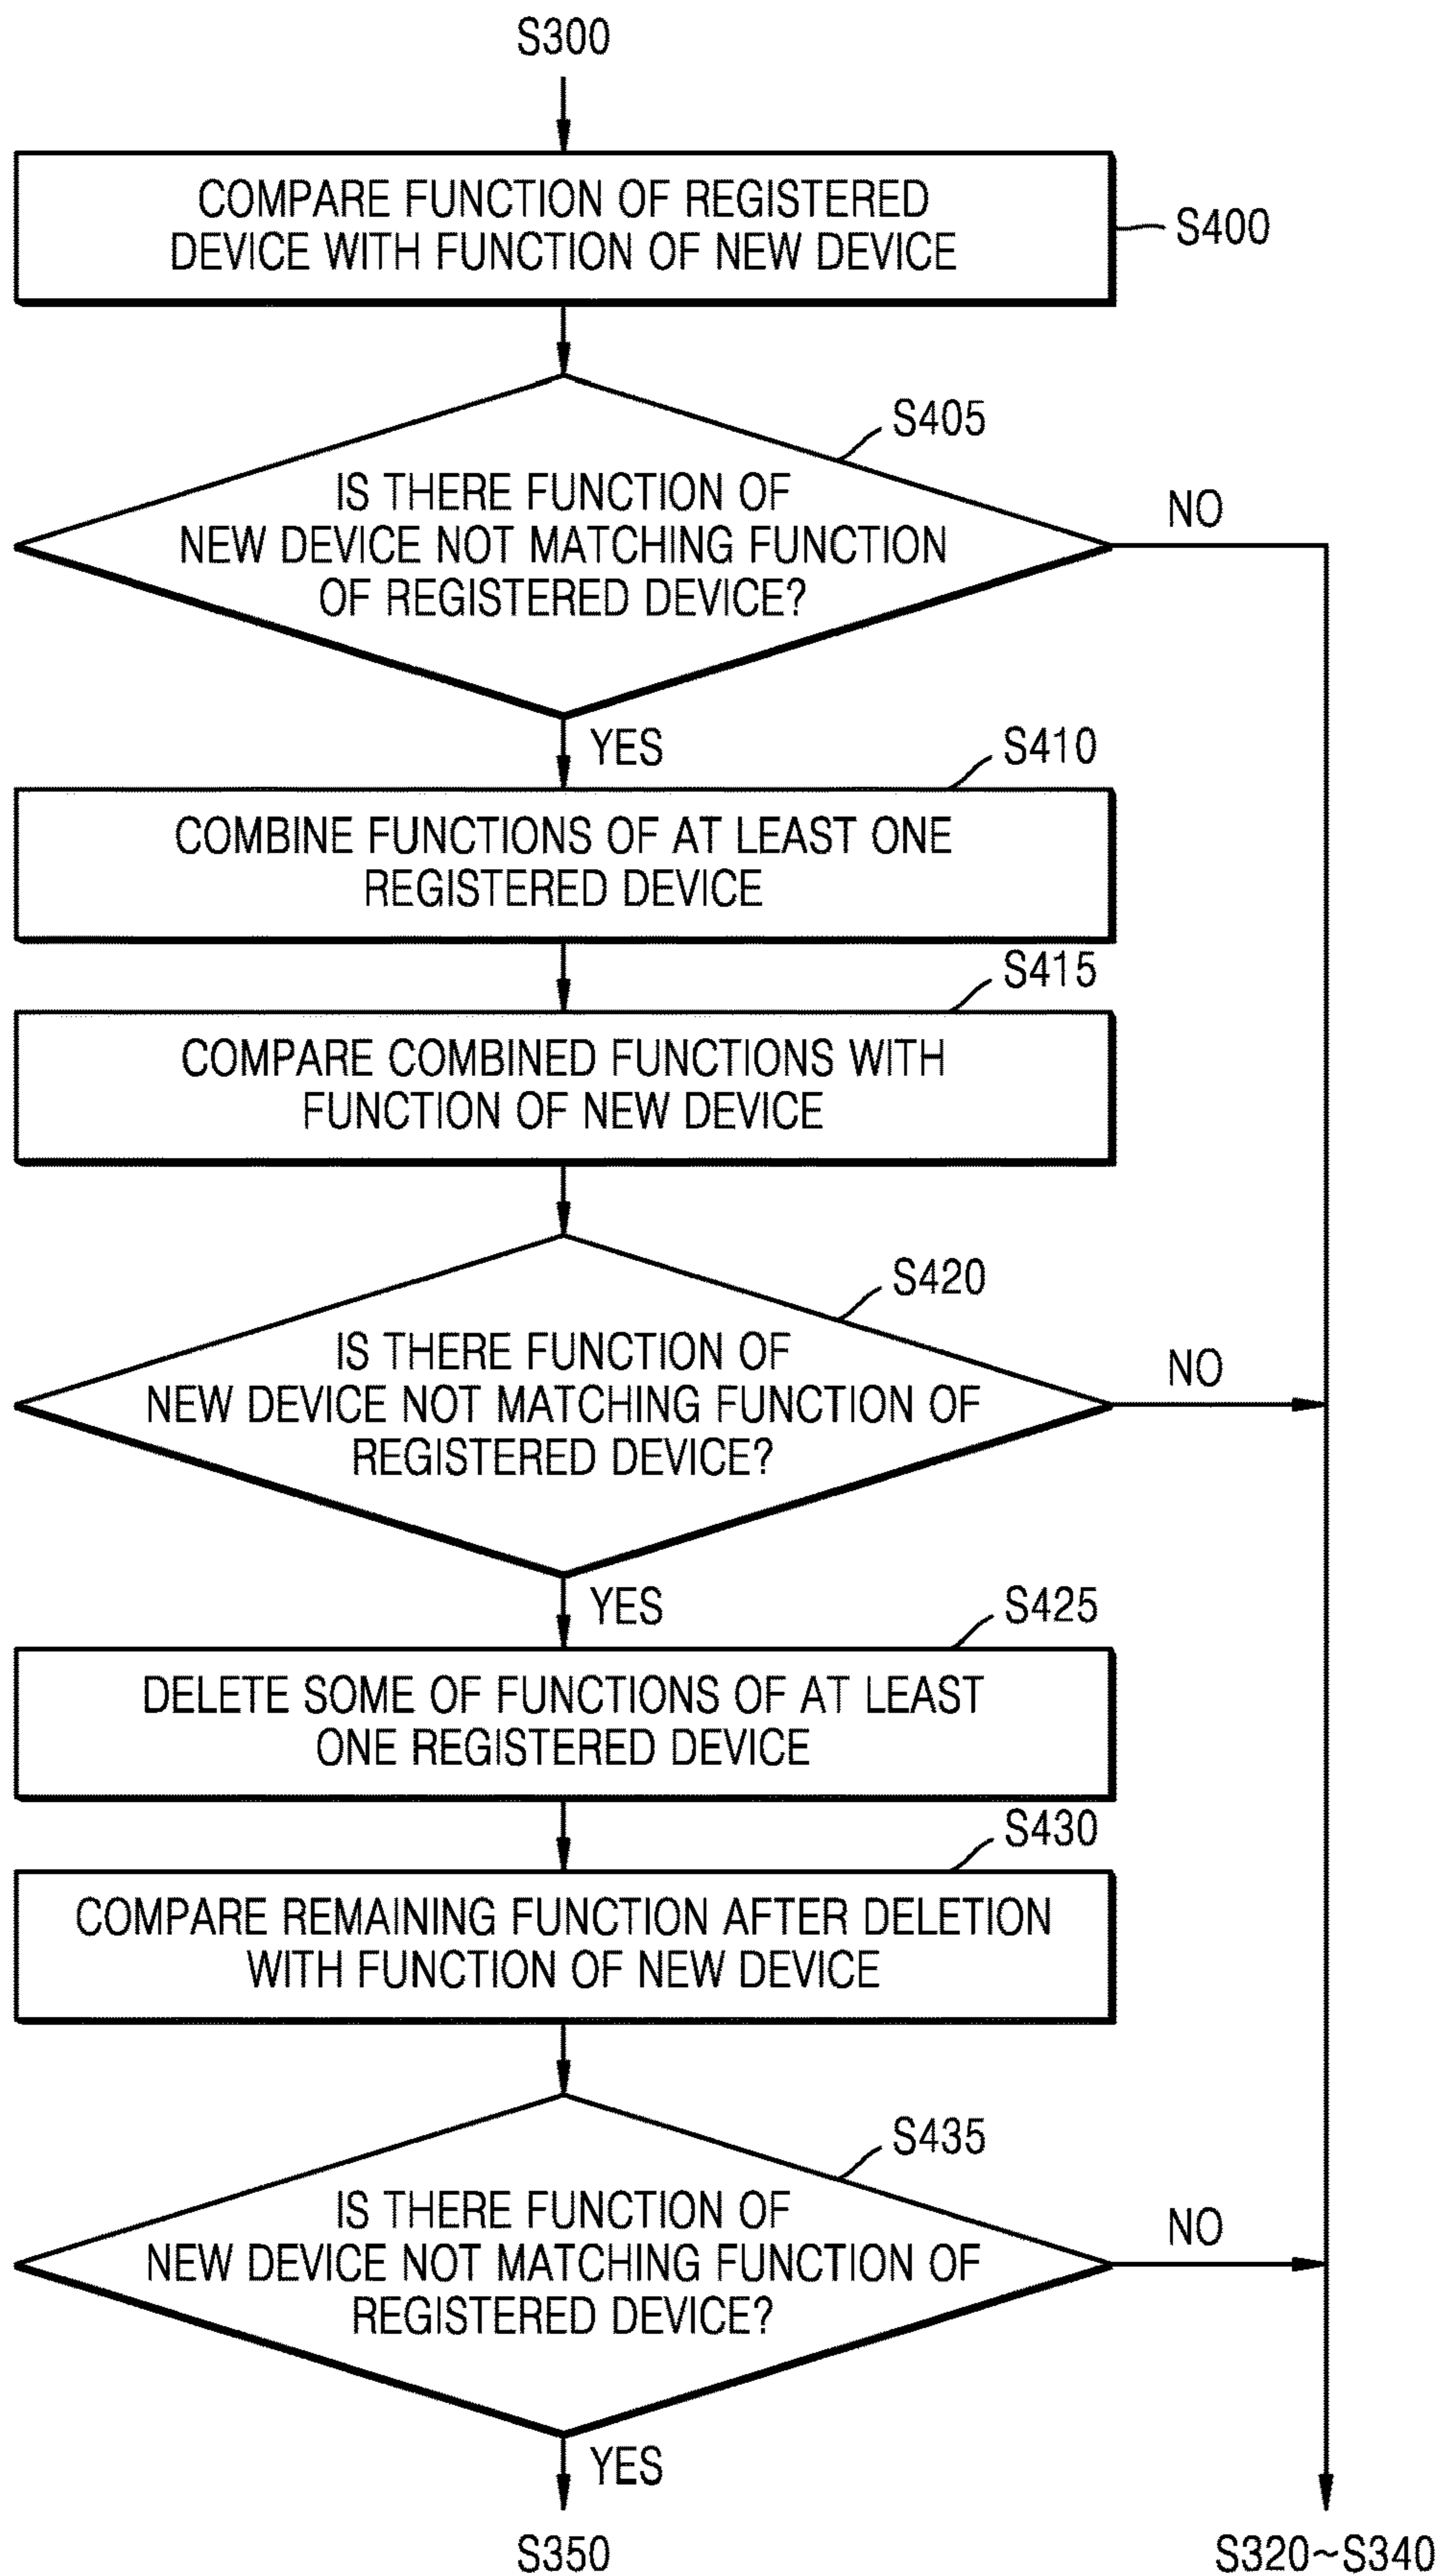 S300
COMPARE FUNCTION OF REGISTERED
DEVICE WITH FUNCTION OF NEW DEVICE
S400
S405
IS THERE FUNCTION OF
NEW DEVICE NOT MATCHING FUNCTION
OF REGISTERED DEVICE?
NO
YES
S410
COMBINE FUNCTIONS OF AT LEAST ONE
REGISTERED DEVICE
S415
COMPARE COMBINED FUNCTIONS WITH
FUNCTION OF NEW DEVICE
S420
IS THERE FUNCTION OF
NEW DEVICE NOT MATCHING FUNCTION OF
REGISTERED DEVICE?
NO
YES
S425
DELETE SOME OF FUNCTIONS OF AT LEAST
ONE REGISTERED DEVICE
S430
COMPARE REMAINING FUNCTION AFTER DELETION
WITH FUNCTION OF NEW DEVICE
S435
IS THERE FUNCTION OF
NEW DEVICE NOT MATCHING FUNCTION OF
REGISTERED DEVICE?
NO
YES
S350
S320~S340